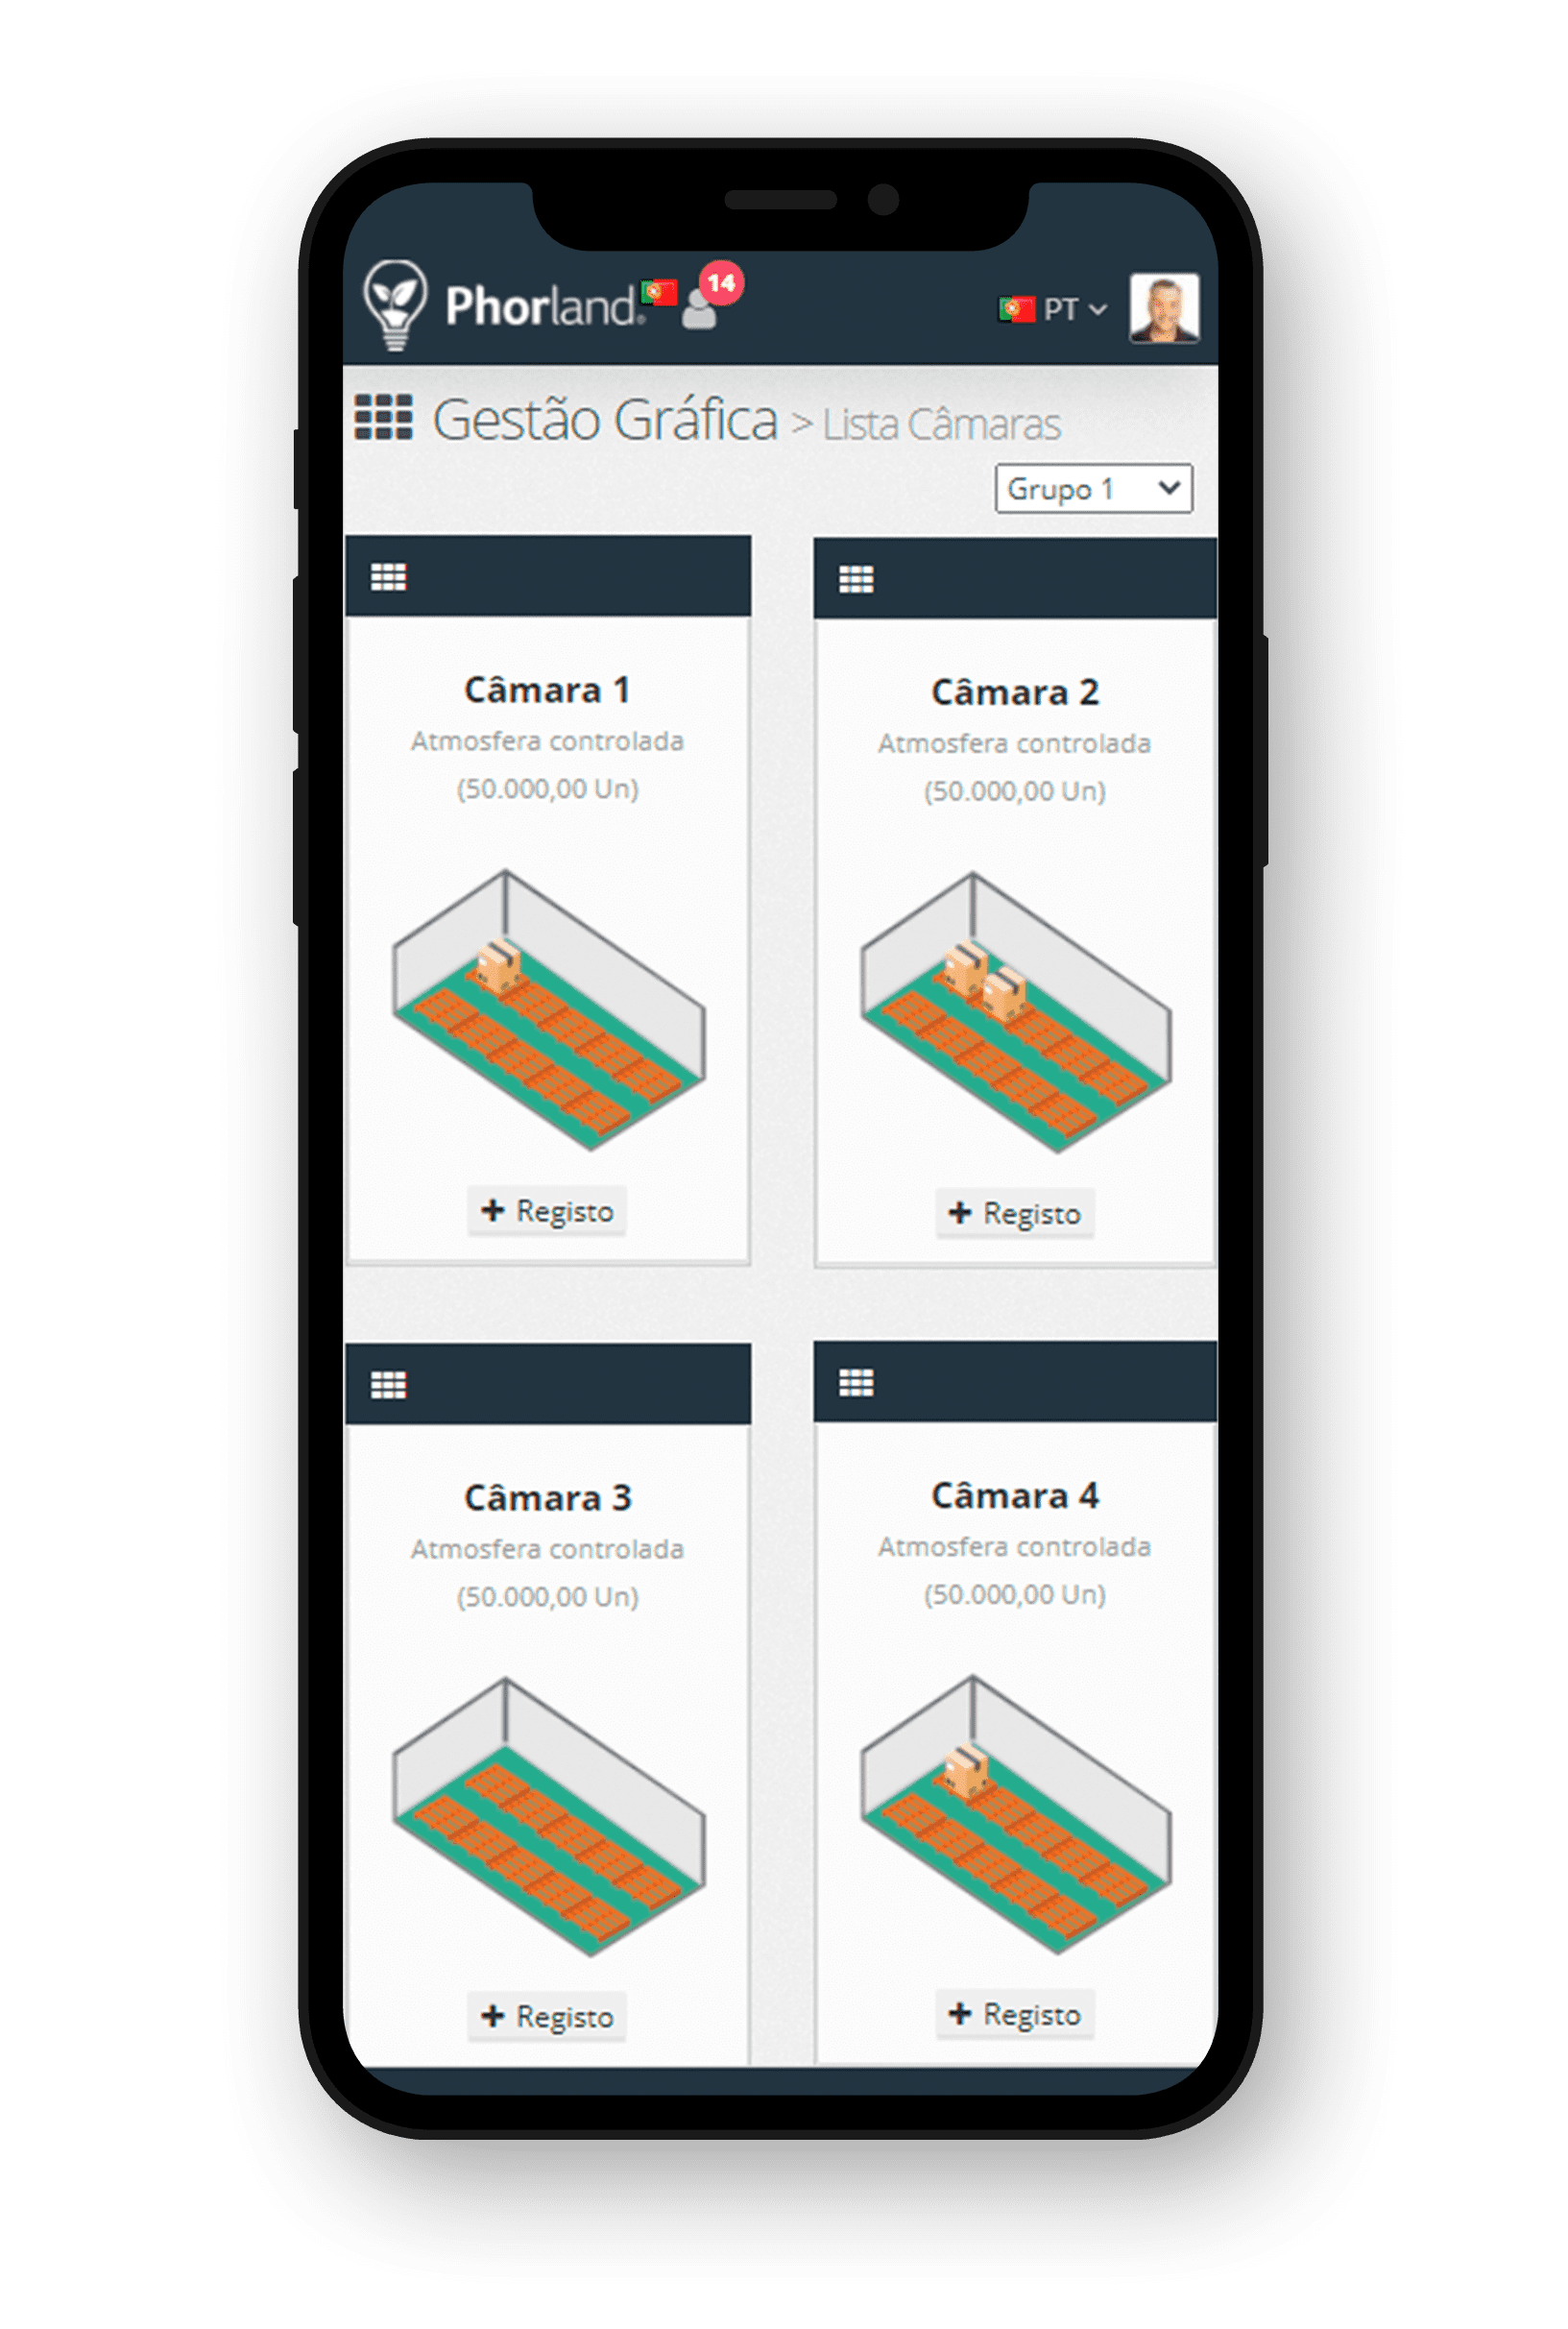 Phorland®
14
PT
Gestão Gráfica > Lista Câmaras
Grupo 1
Câmara 1
Atmosfera controlada
(50.000,00 Un)
+ Registo
Câmara 2
Atmosfera controlada
(50.000,00 Un)
+ Registo
Câmara 3
Atmosfera controlada
(50.000,00 Un)
+ Registo
Câmara 4
Atmosfera controlada
(50.000,00 Un)
+ Registo